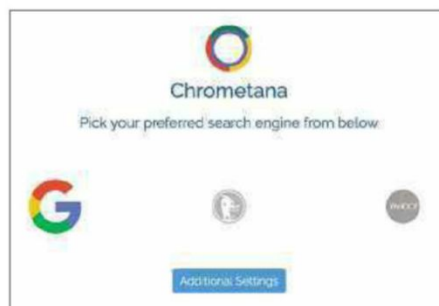 Chrometana
Pick your preferred search engine from below
Additional Settings